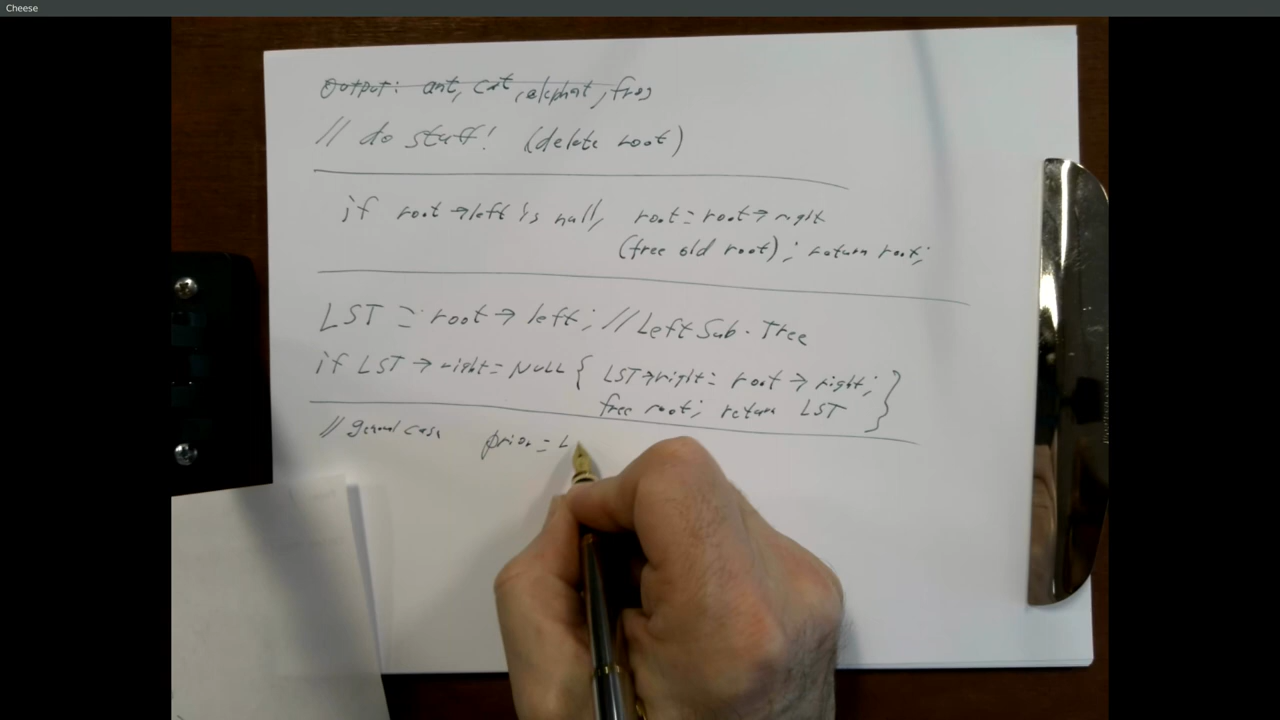 Cheese
Output: ant, cat, elephant, frog
// do stuff! (delete root)
if root → left is null, root = root → right
(free old root); return root;
LST = root → left; // Left Sub-Tree
if LST → right = NULL { LST → right = root → right;
free root; return LST }
// general case prior = L